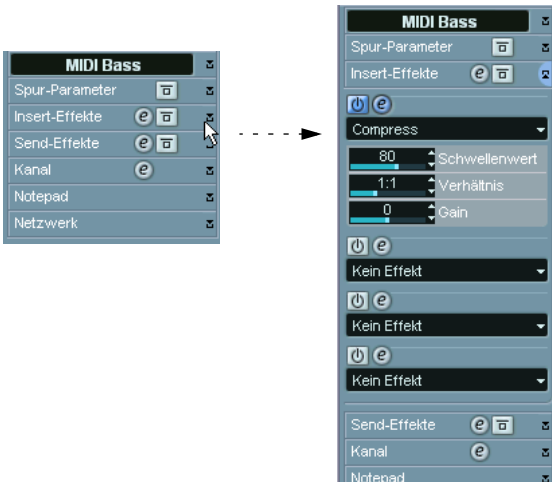 MIDI Bass
Spur-Parameter
Insert-Effekte e
Send-Effekte e
Kanal e
Notepad
Netzwerk
MIDI Bass
Spur-Parameter
Insert-Effekte e
e
Compress
80 Schwellenwert
1:1 Verhältnis
0 Gain
e
Kein Effekt
e
Kein Effekt
e
Kein Effekt
Send-Effekte e
Kanal e
Notepad